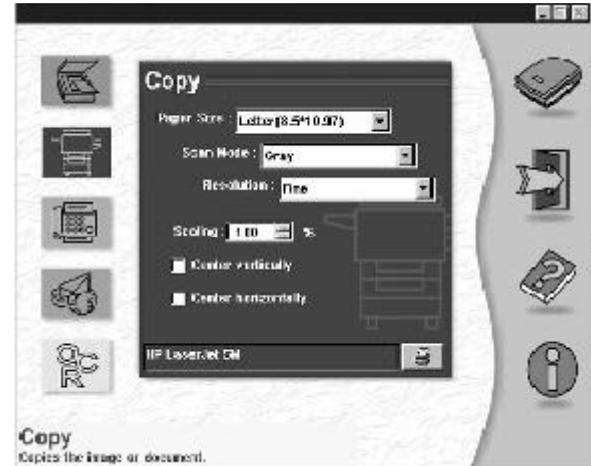 Copy
Paper Size : Letter(8.5*10.97)
Scan Mode : Gray
Resolution : Fine
Scaling : 100 %
Center vertically
Center horizontally
HP LaserJet 5M
OCR
Copy
Copies the image or document.